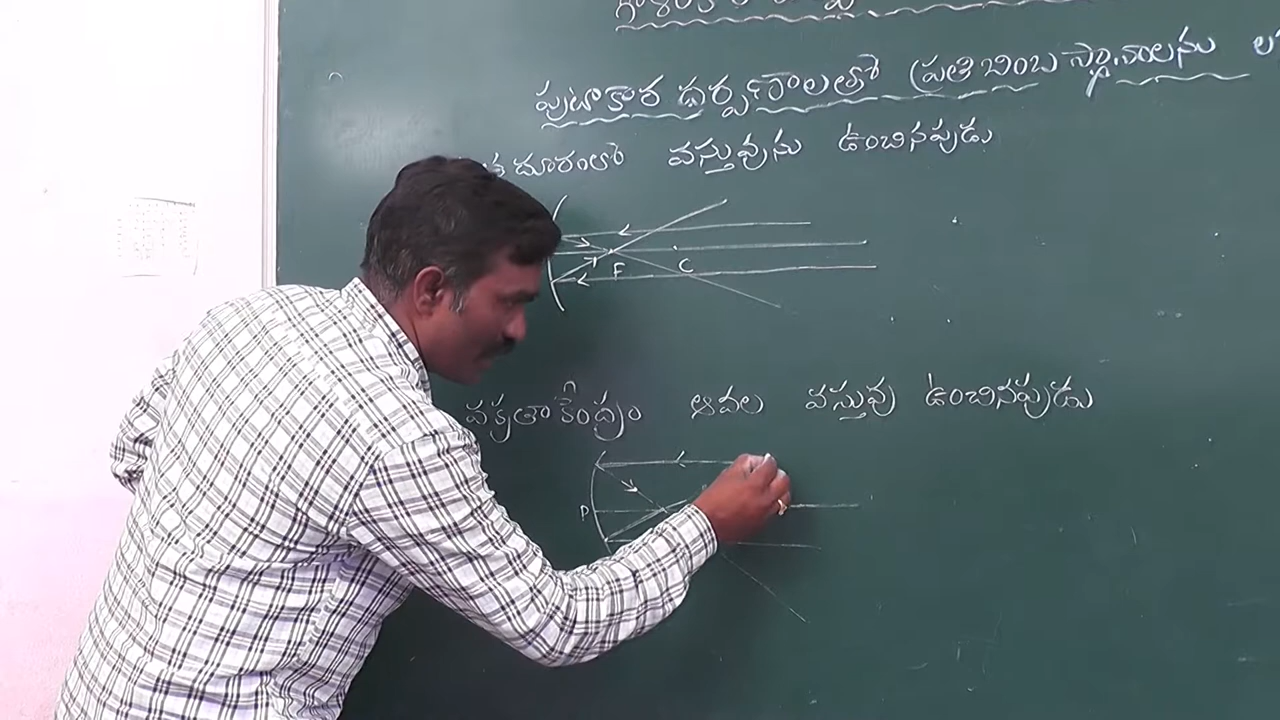 పుటాకార దర్పణాలతో ప్రతిబింబ స్థానాలను
దూరంలో వస్తువును ఉంచినపుడు
F C
వక్రతా కేంద్రం ఆవల వస్తువు ఉంచినపుడు
P